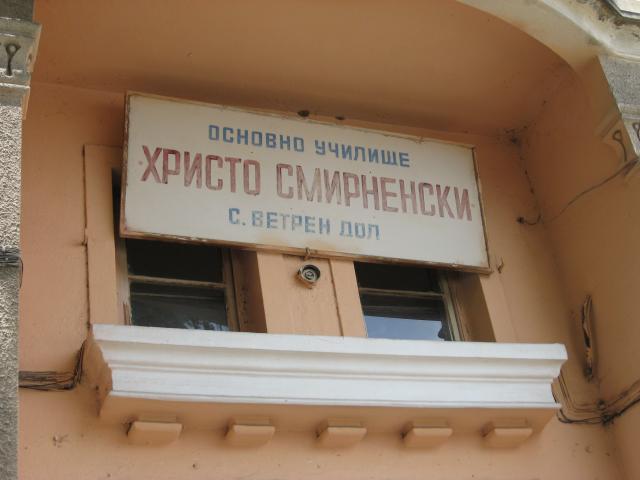 ОСНОВНО УЧИЛИЩЕ
ХРИСТО СМИРНЕНСКИ
С. ВЕТРЕН ДОЛ